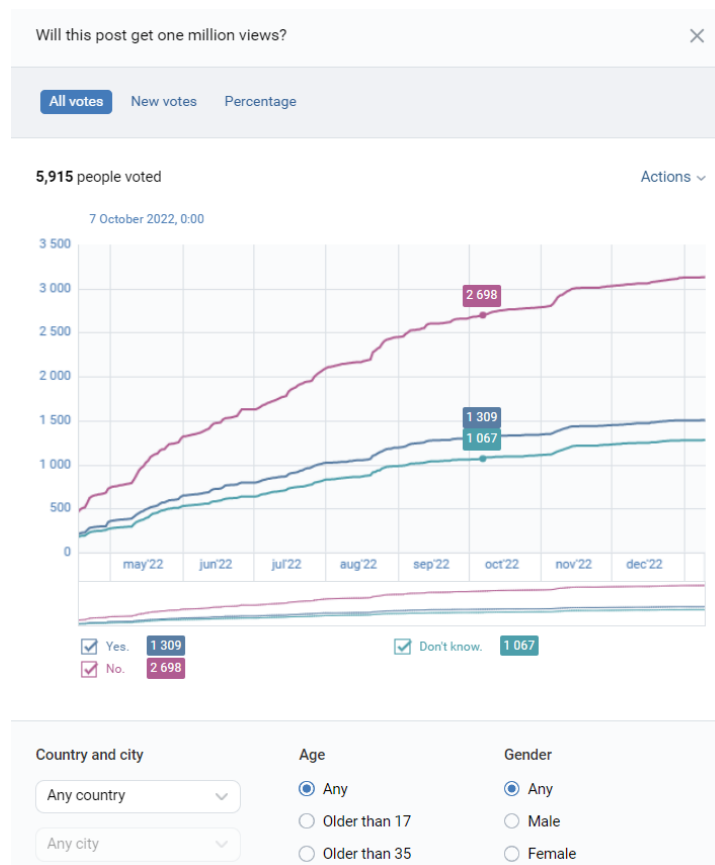 Will this post get one million views?
All votes New votes Percentage
5,915 people voted Actions
7 October 2022, 0:00
3 500
3 000
2 698
2 500
2 000
1 500
1 309
1 067
1 000
500
0
may'22 jun'22 jul'22 aug'22 sep'22 oct'22 nov'22 dec'22
Yes. 1 309 Don't know. 1 067
No. 2 698
Country and city Age Gender
Any country Any Any
Older than 17 Male
Any city Older than 35 Female